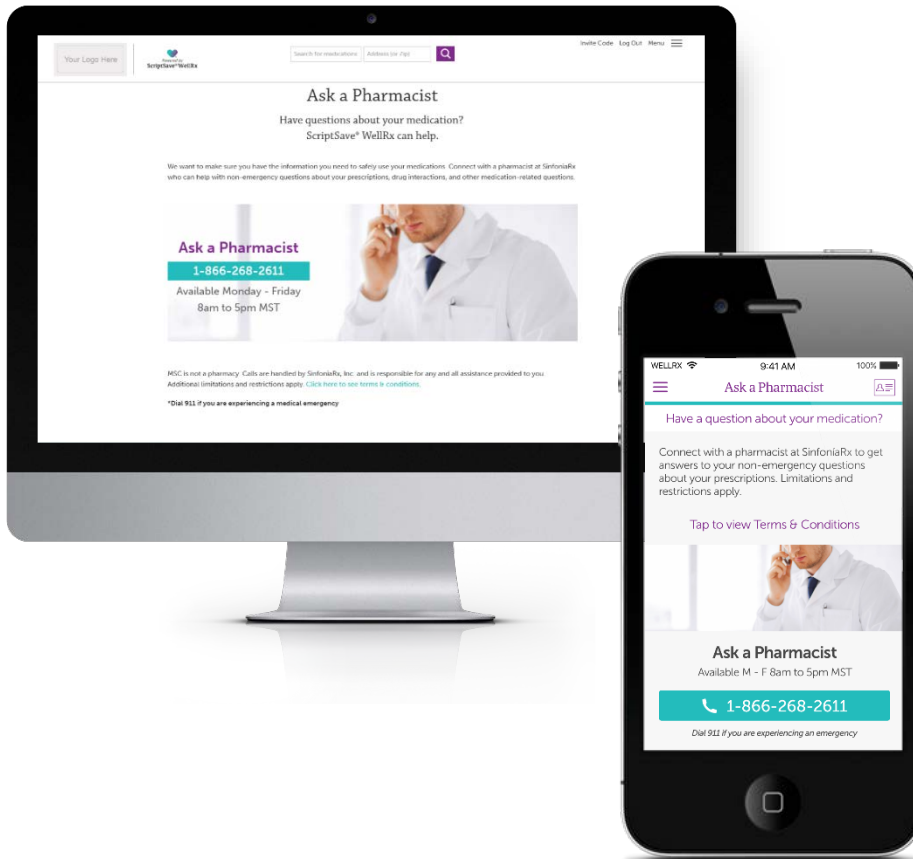 Your Logo Here
Powered by
ScriptSave® WellRx
Search for medications
Address (or zip)
Invite Code Log Out Menu
Ask a Pharmacist
Have questions about your medication?
ScriptSave® WellRx can help.
We want to make sure you have the information you need to safely use your medications. Connect with a pharmacist at SinfoniaRx
who can help with non-emergency questions about your prescriptions, drug interactions, and other medication-related questions.
Ask a Pharmacist
1-866-268-2611
Available Monday - Friday
8am to 5pm MST
MSC is not a pharmacy. Calls are handled by SinfoniaRx, Inc. and is responsible for any and all assistance provided to you.
Additional limitations and restrictions apply. Click here to see terms & conditions.
*Dial 911 if you are experiencing a medical emergency
WELLRX 9:41 AM 100%
Ask a Pharmacist
Have a question about your medication?
Connect with a pharmacist at SinfoníaRx to get
answers to your non-emergency questions
about your prescriptions. Limitations and
restrictions apply.
Tap to view Terms & Conditions
Ask a Pharmacist
Available M - F 8am to 5pm MST
1-866-268-2611
Dial 911 if you are experiencing an emergency